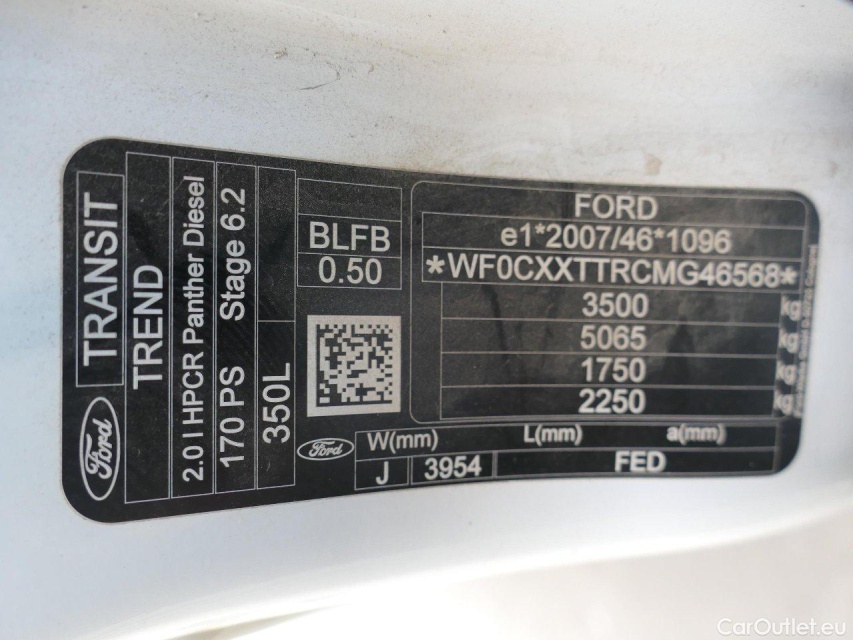 Ford
TRANSIT
TREND
2.0 l HPCR Panther Diesel
170 PS Stage 6.2
350L
BLFB
0.50
FORD
e1*2007/46*1096
*WF0CXXTTRCMG46568*
3500 kg
5065 kg
1750 kg
2250 kg
Ford
W(mm) L(mm) a(mm)
J 3954 FED
CarOutlet.eu